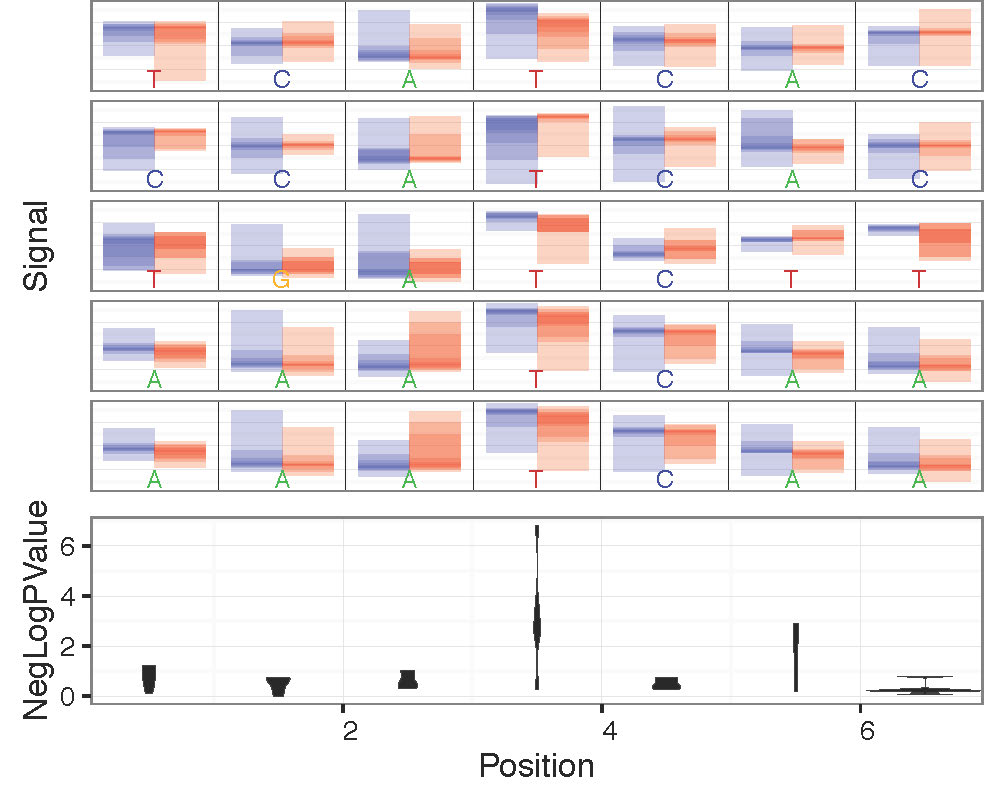 T C A T C A C
C C A T C A C
Signal
T G A T C T T
A A A T C A A
A A A T C A A
NegLogPValue
6
4
2
0
2 4 6
Position